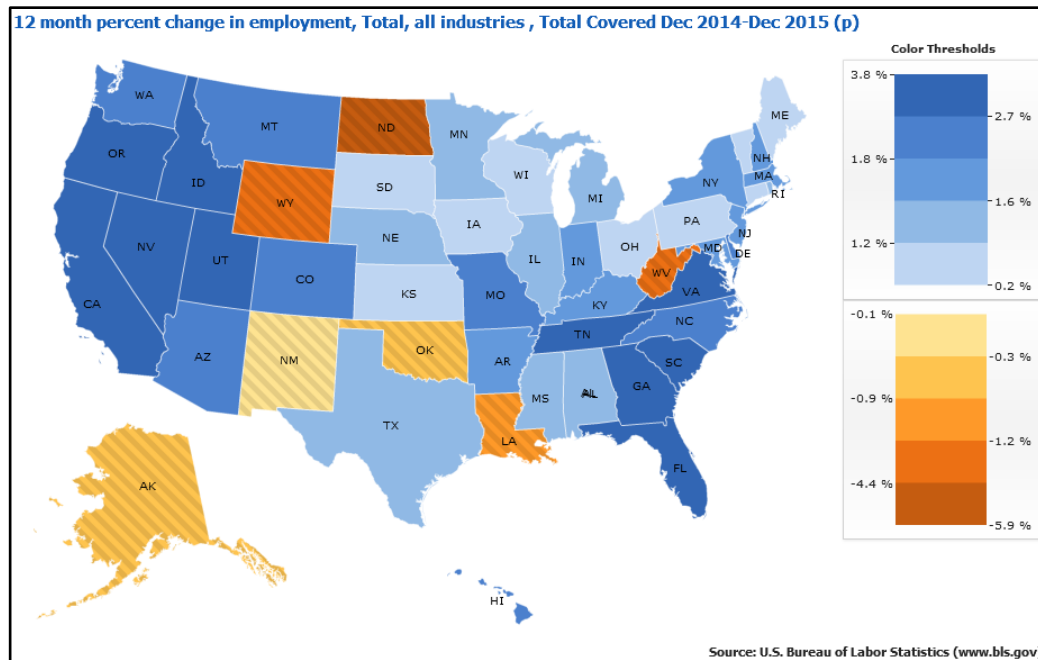 12 month percent change in employment, Total, all industries , Total Covered Dec 2014-Dec 2015 (p)
Color Thresholds
3.8 %
2.7 %
1.8 %
1.6 %
1.2 %
0.2 %
-0.1 %
-0.3 %
-0.9 %
-1.2 %
-4.4 %
-5.9 %
WA
MT
ND
MN
ME
OR
ID
WY
SD
WI
MI
NY
NH
MA
RI
NV
UT
CO
NE
IA
IL
IN
OH
PA
NJ
MD
DE
CA
AZ
NM
KS
MO
KY
WV
VA
OK
AR
TN
NC
SC
TX
LA
MS
AL
GA
FL
AK
HI
Source: U.S. Bureau of Labor Statistics (www.bls.gov)